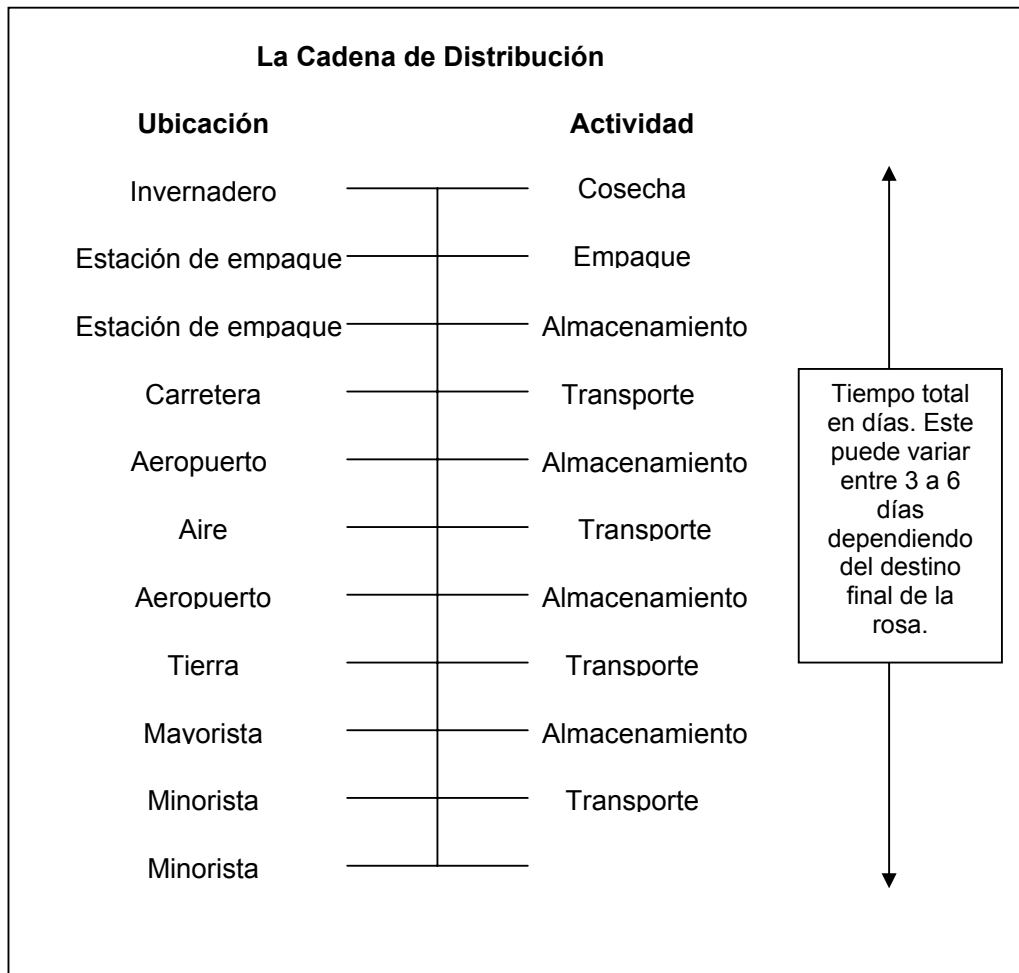 La Cadena de Distribución
Ubicación Actividad
Invernadero Cosecha
Estación de empaque Empaque
Estación de empaque Almacenamiento
Carretera Transporte
Aeropuerto Almacenamiento
Aire Transporte
Aeropuerto Almacenamiento
Tierra Transporte
Mayorista Almacenamiento
Minorista Transporte
Minorista
Tiempo total
en días. Este
puede variar
entre 3 a 6
días
dependiendo
del destino
final de la
rosa.